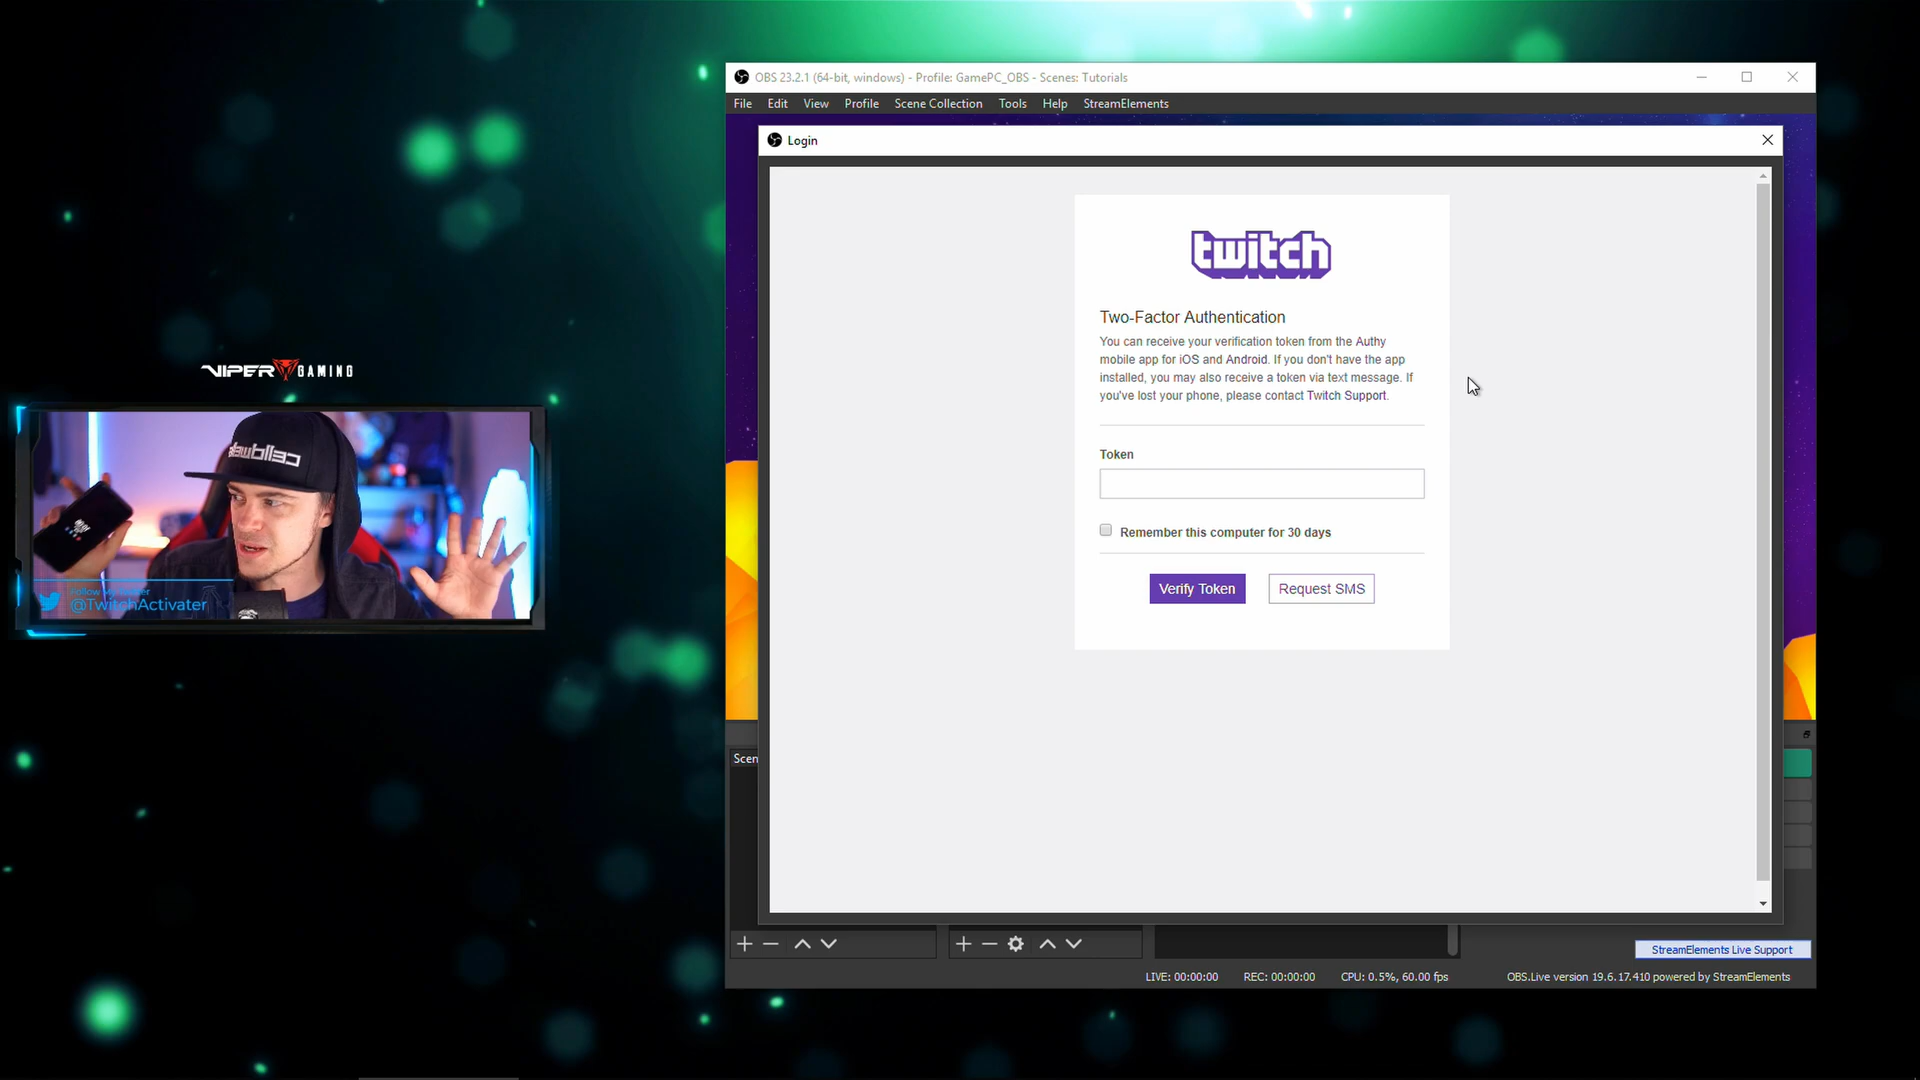 OBS 23.2.1 (64-bit, windows) - Profile: GamePC_OBS - Scenes: Tutorials
File Edit View Profile Scene Collection Tools Help StreamElements
Login
twitch
Two-Factor Authentication
You can receive your verification token from the Authy
mobile app for iOS and Android. If you don't have the app
installed, you may also receive a token via text message. If
you've lost your phone, please contact Twitch Support.
Token
Remember this computer for 30 days
Verify Token Request SMS
VIPER GAMING
@TwitchActivater
Scen
StreamElements Live Support
LIVE: 00:00:00 REC: 00:00:00 CPU: 0.5%, 60.00 fps OBS.Live version 19.6.17.410 powered by StreamElements